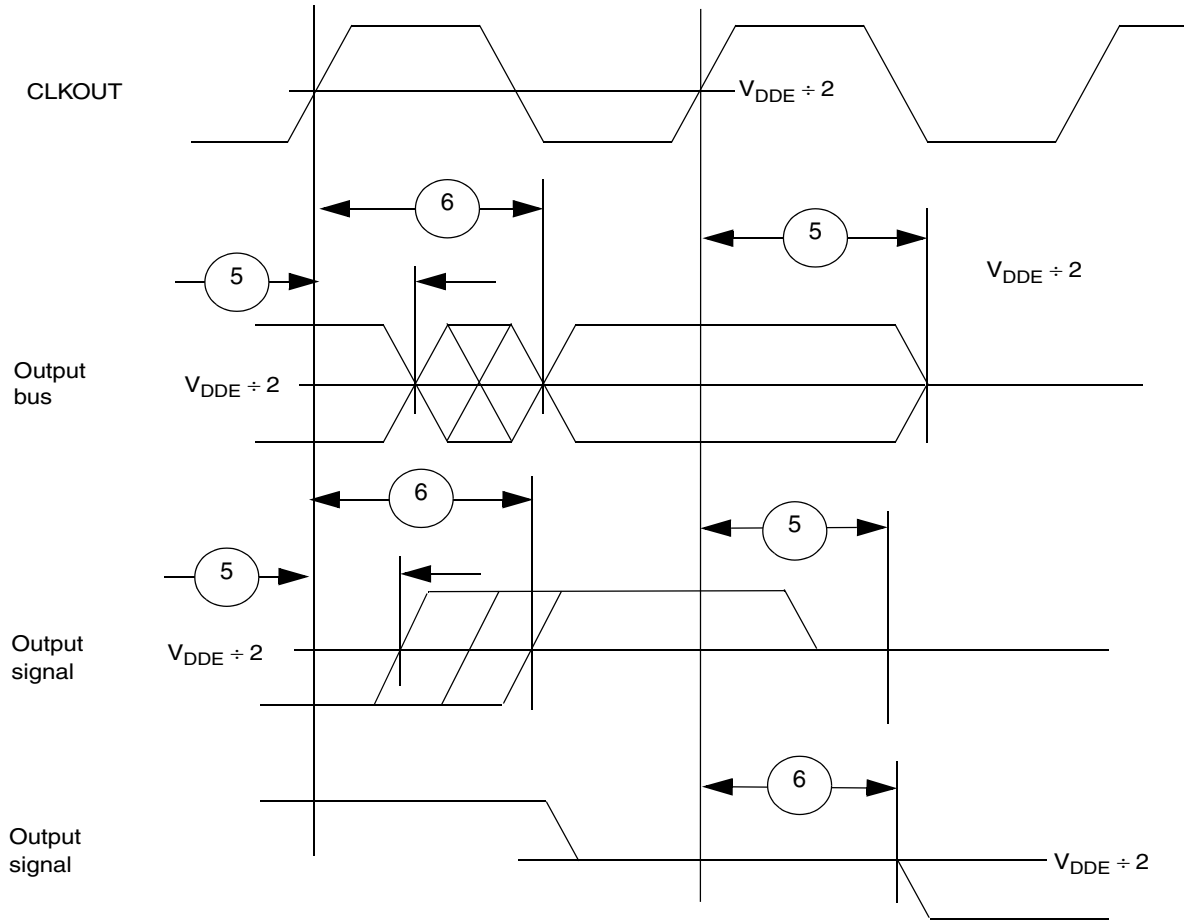 CLKOUT
V_DDE ÷ 2
6
5
5
V_DDE ÷ 2
Output
bus
V_DDE ÷ 2
6
5
5
Output
signal
V_DDE ÷ 2
6
Output
signal
V_DDE ÷ 2